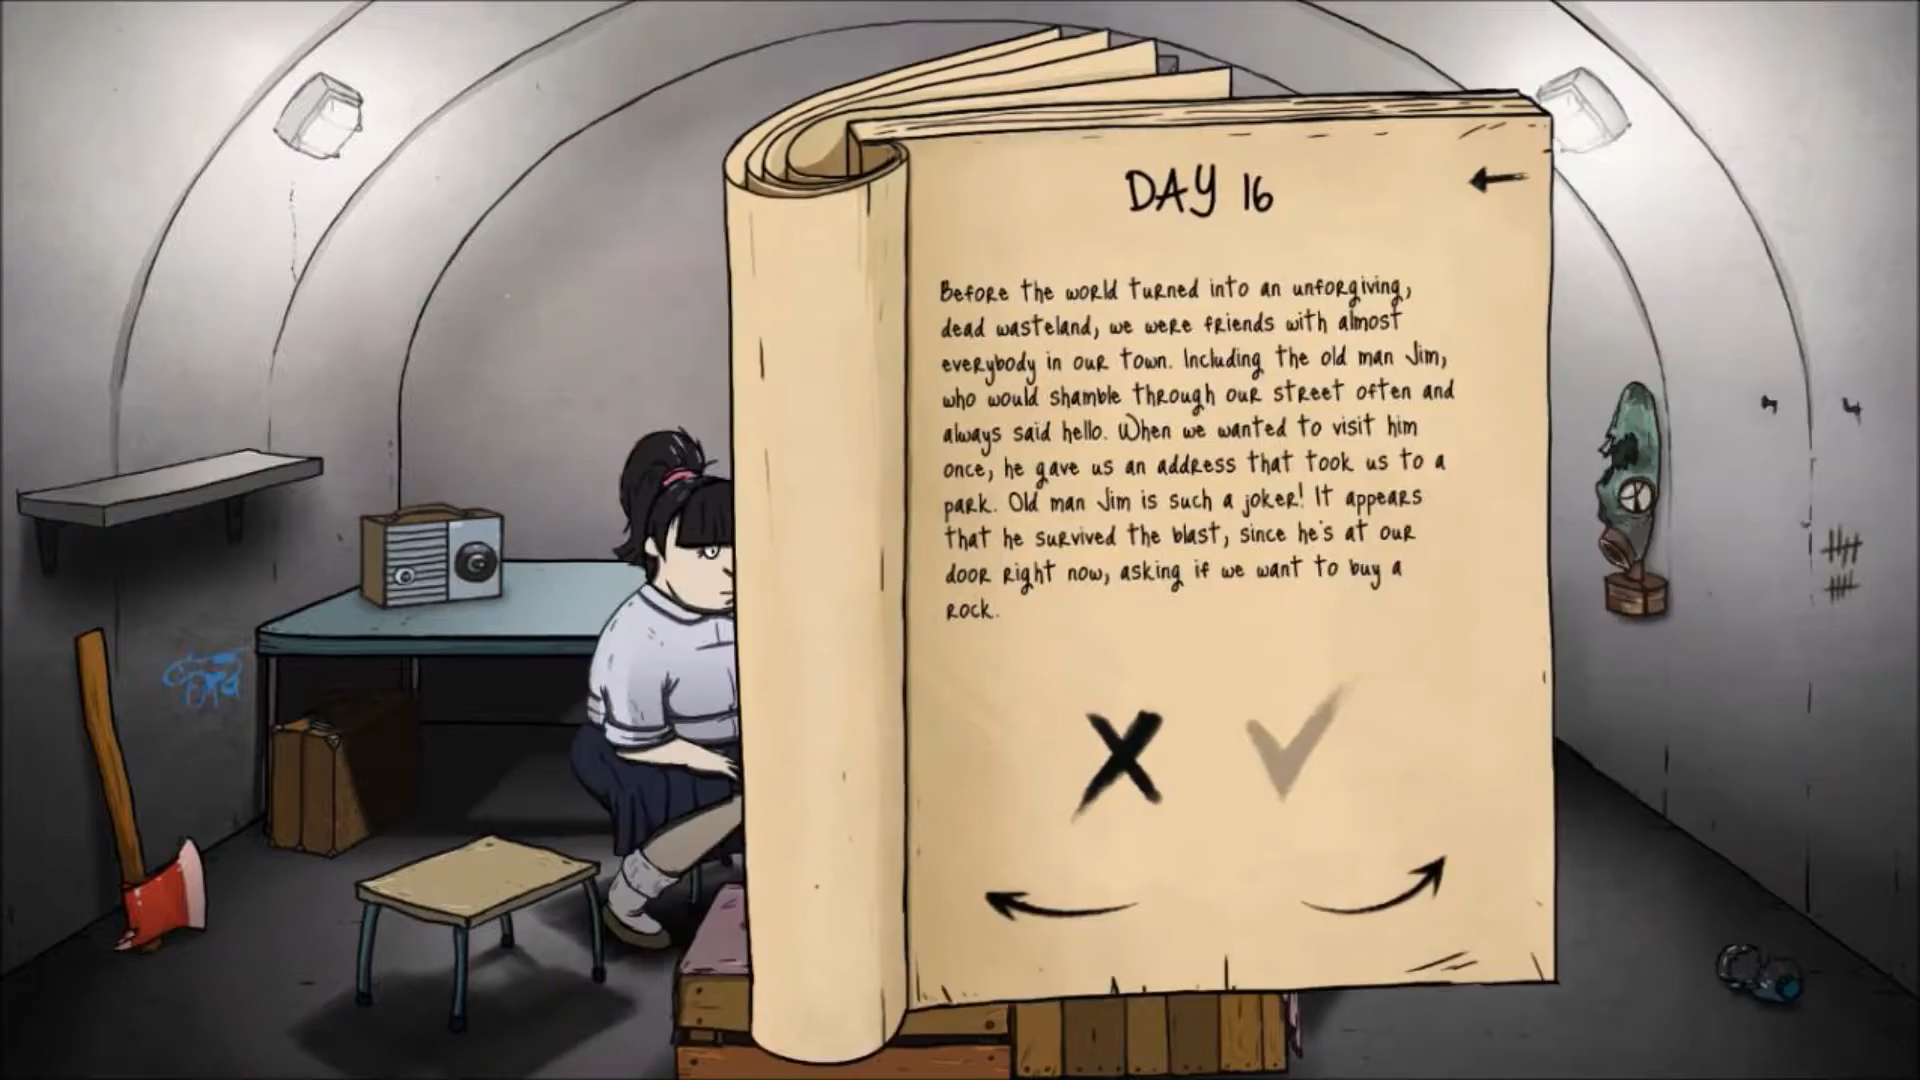 DAY 16
Before the world turned into an unforgiving,
dead wasteland, we were friends with almost
everybody in our town. Including the old man Jim,
who would shamble through our street often and
always said hello. When we wanted to visit him
once, he gave us an address that took us to a
park. Old man Jim is such a joker! It appears
that he survived the blast, since he's at our
door right now, asking if we want to buy a
rock.